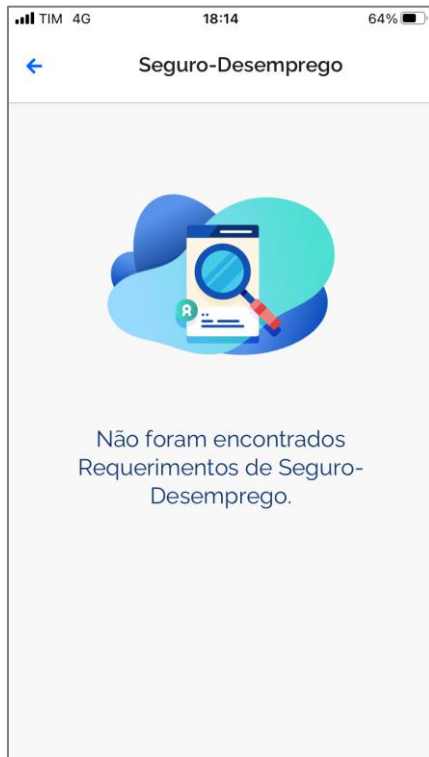 TIM 4G 18:14 64%
Seguro-Desemprego
Não foram encontrados
Requerimentos de Seguro-
Desemprego.